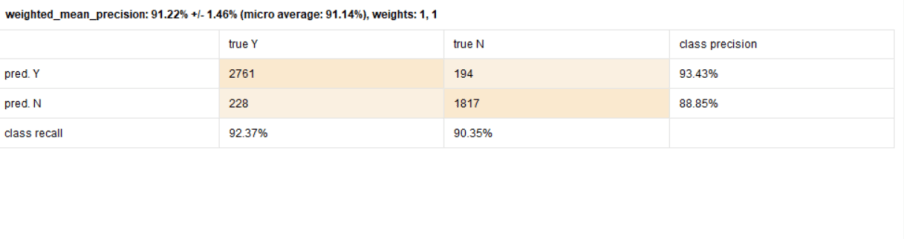 weighted_mean_precision: 91.22% +/- 1.46% (micro average: 91.14%), weights: 1, 1
true Y true N class precision
pred. Y 2761 194 93.43%
pred. N 228 1817 88.85%
class recall 92.37% 90.35%